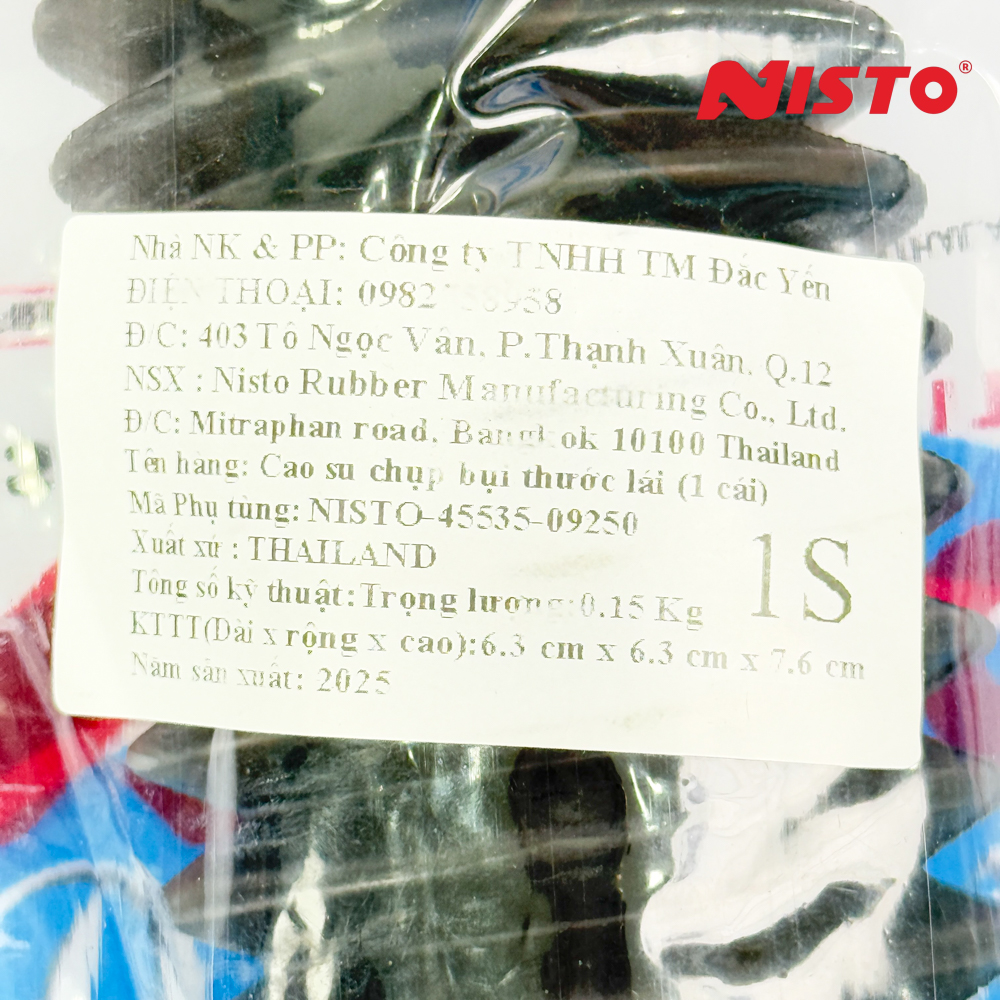 NISTO®
Nhà NK & PP: Công ty TNHH TM Đắc Yến
ĐIỆN THOẠI:
Đ/C: 403 Tô Ngọc Vân, P.Thạnh Xuân, Q.12
NSX : Nisto Rubber Manufacturing Co., Ltd.
Đ/C: Mitraphan road, Bangkok 10100 Thailand
Tên hàng: Cao su chụp bụi thước lái (1 cái)
Mã Phụ tùng: NISTO-45535-09250
Xuất xứ : THAILAND
1S
Tông số kỹ thuật:Trọng lượng:0.15 Kg
KTTT(Dài x rộng x cao):6.3 cm x 6.3 cm x 7.6 cm
Năm sản xuất: 2025